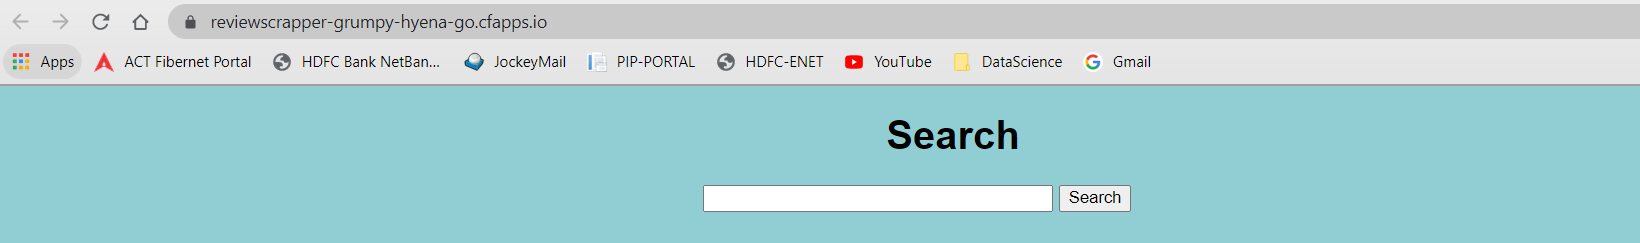 reviewscrapper-grumpy-hyena-go.cfapps.io
Apps ACT Fibernet Portal HDFC Bank NetBan... JockeyMail PIP-PORTAL HDFC-ENET YouTube DataScience Gmail
Search
Search